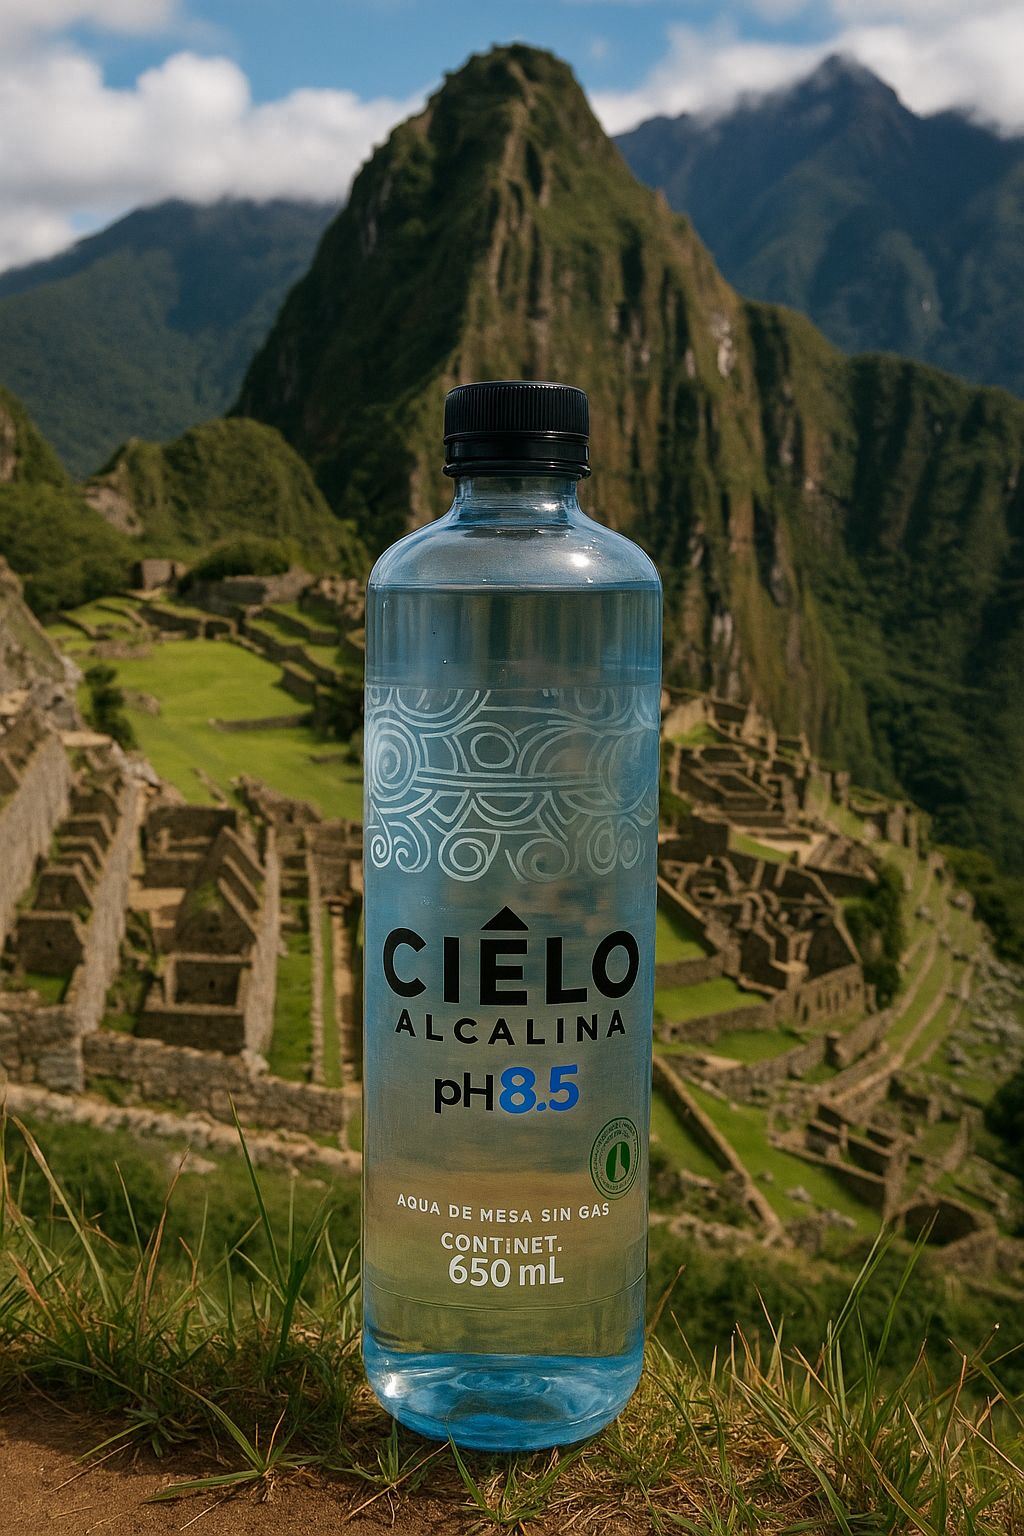 CIÊLO
ALCALINA
pH8.5
AQUA DE MESA SIN GAS
CONTINET.
650 mL